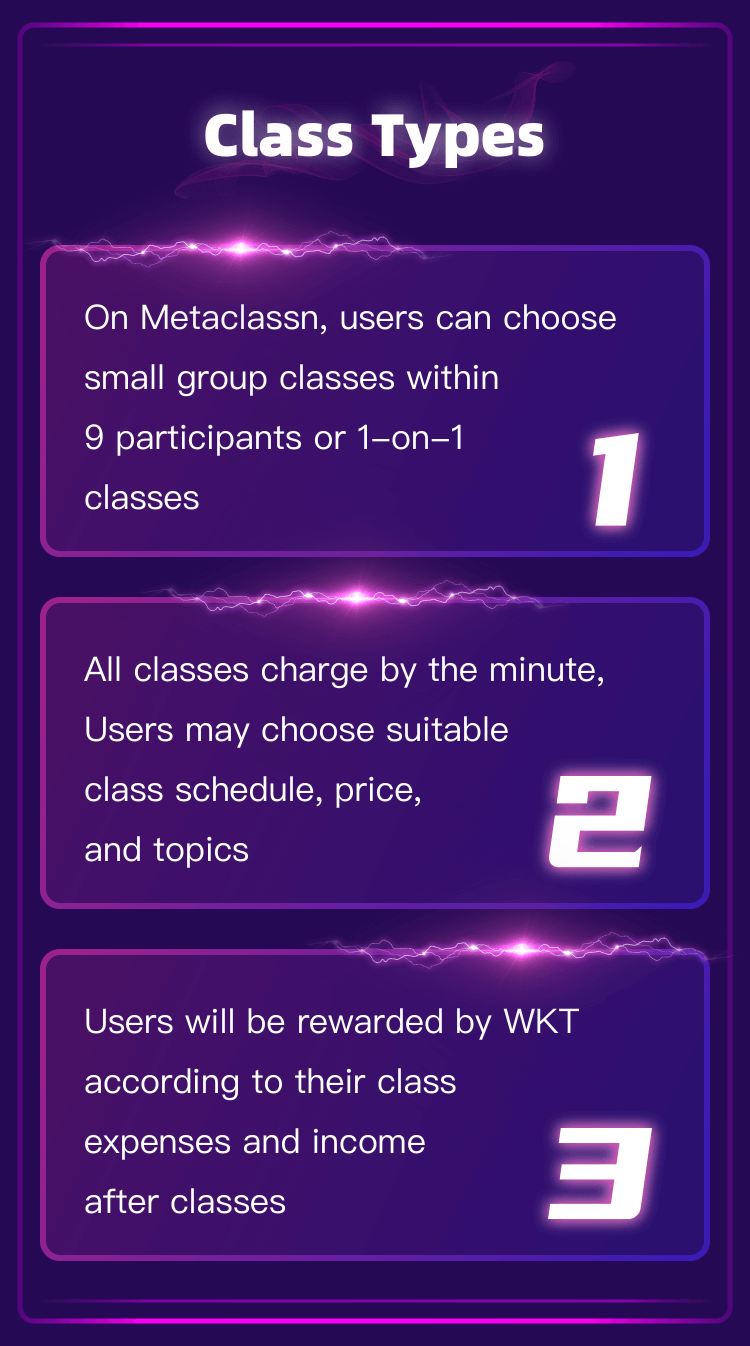 Class Types
On Metaclassn, users can choose
small group classes within
9 participants or 1–on–1
classes
1
All classes charge by the minute,
Users may choose suitable
class schedule, price,
and topics
2
Users will be rewarded by WKT
according to their class
expenses and income
after classes
3